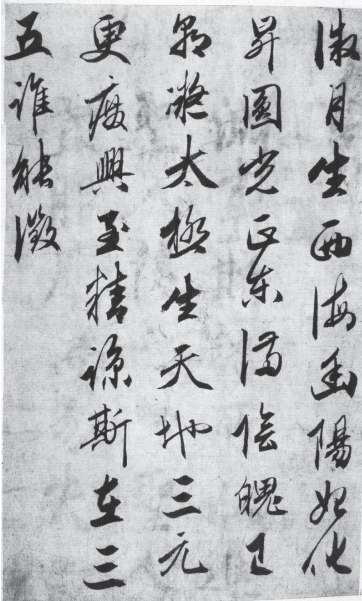 微月生西海幽陽始化
昇圓光正東滿陰魄已
朝凝太極生天地三元
更廢興至精諒斯在三
五誰能徵